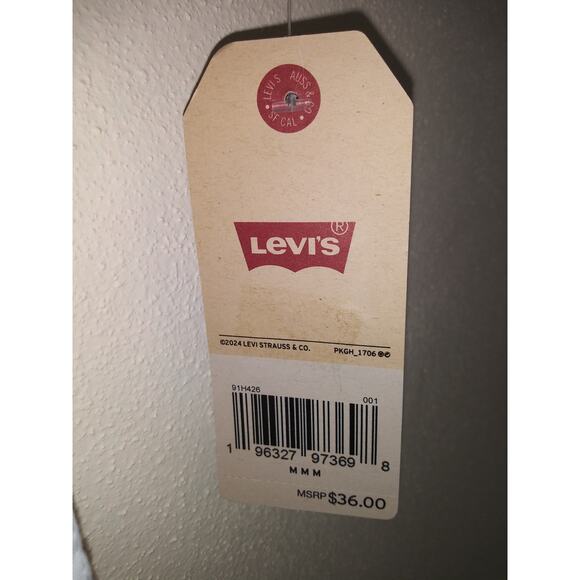 LEVI'S AUSS & CO
SF CAL
LEVI'S®
©2024 LEVI STRAUSS & CO. PKGH_1706
91H426 001
1 96327 97369 8
M M M
MSRP $36.00